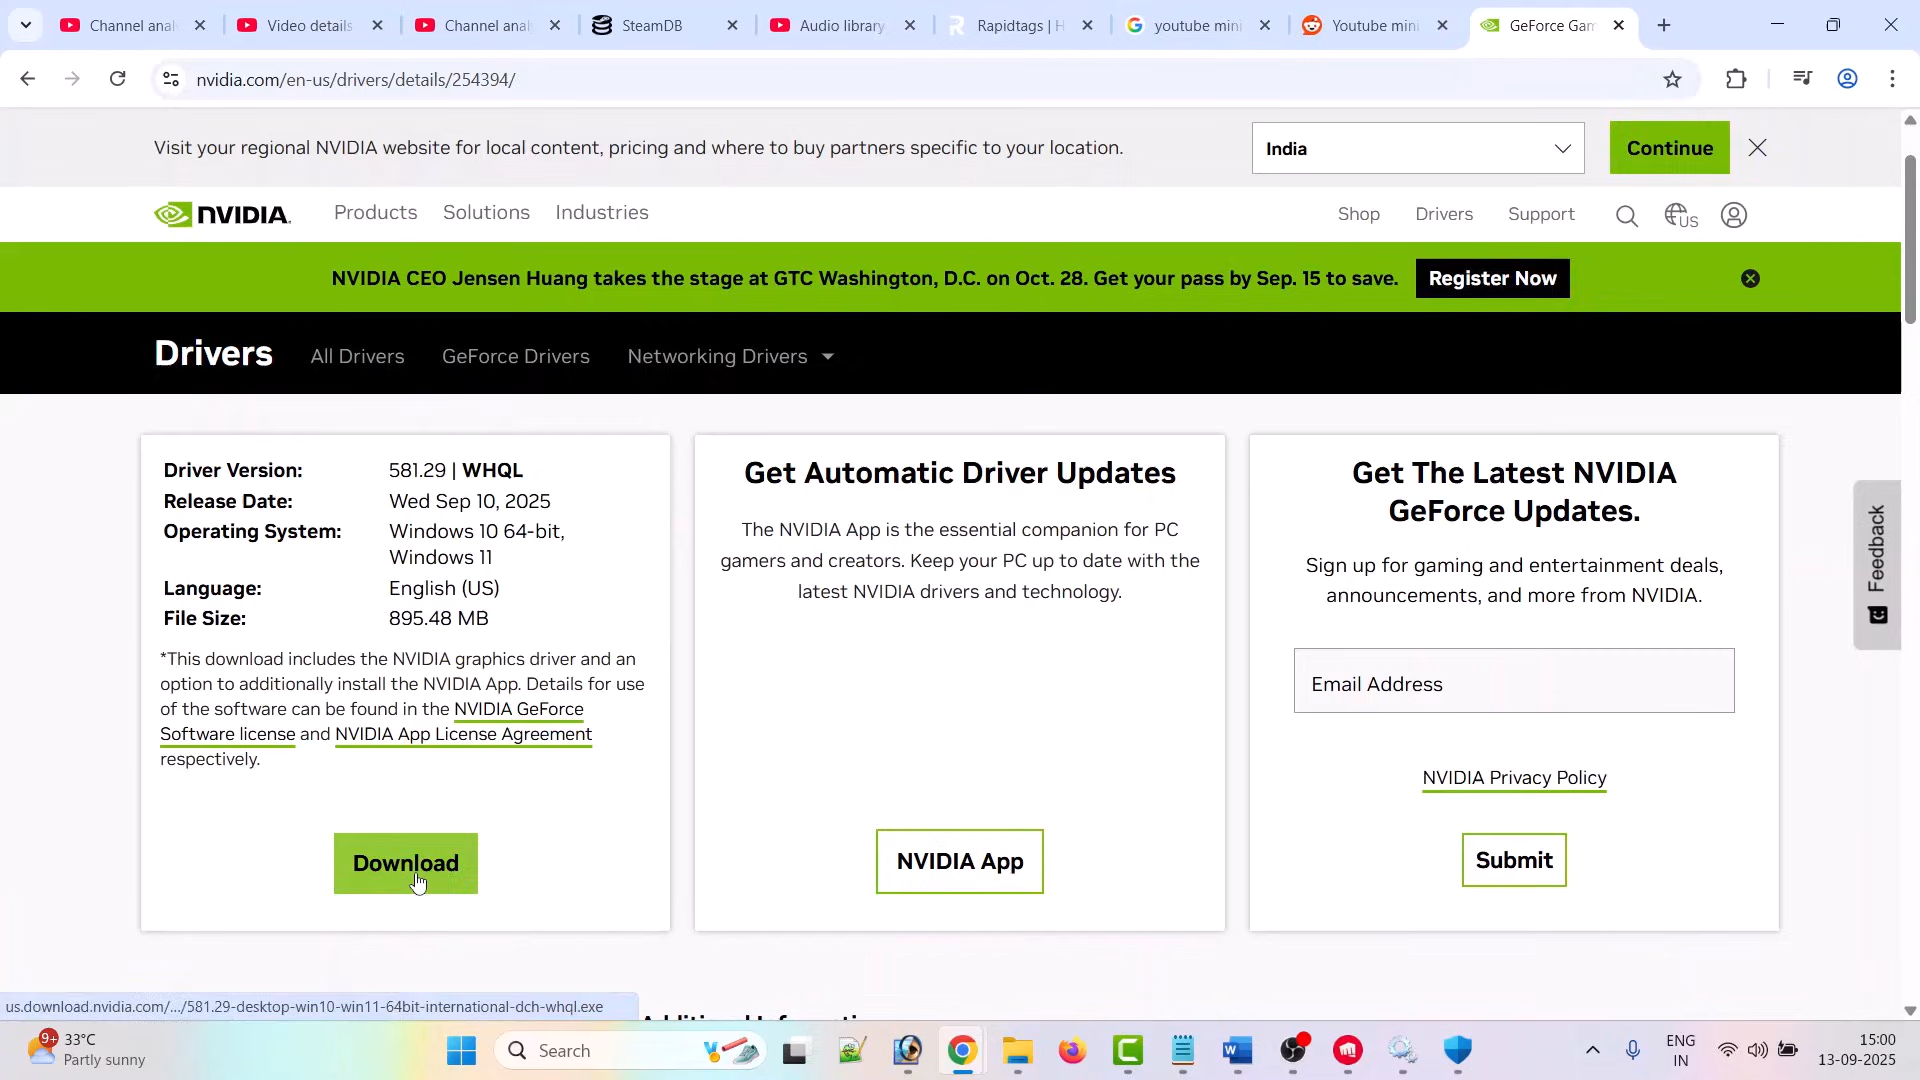 Channel anal
Video details
Channel anal
SteamDB
Audio library
Rapidtags | H
youtube mini
Youtube mini
GeForce Gam
nvidia.com/en-us/drivers/details/254394/
Visit your regional NVIDIA website for local content, pricing and where to buy partners specific to your location.
India
Continue
NVIDIA.
Products
Solutions
Industries
Shop
Drivers
Support
US
NVIDIA CEO Jensen Huang takes the stage at GTC Washington, D.C. on Oct. 28. Get your pass by Sep. 15 to save.
Register Now
Drivers
All Drivers
GeForce Drivers
Networking Drivers
Driver Version: 581.29 | WHQL
Release Date: Wed Sep 10, 2025
Operating System: Windows 10 64-bit,
Windows 11
Language: English (US)
File Size: 895.48 MB
*This download includes the NVIDIA graphics driver and an
option to additionally install the NVIDIA App. Details for use
of the software can be found in the NVIDIA GeForce
Software license and NVIDIA App License Agreement
respectively.
Download
Get Automatic Driver Updates
The NVIDIA App is the essential companion for PC
gamers and creators. Keep your PC up to date with the
latest NVIDIA drivers and technology.
NVIDIA App
Get The Latest NVIDIA
GeForce Updates.
Sign up for gaming and entertainment deals,
announcements, and more from NVIDIA.
Email Address
NVIDIA Privacy Policy
Submit
Feedback
us.download.nvidia.com/.../581.29-desktop-win10-win11-64bit-international-dch-whql.exe
Additional Informati
9+
33°C
Partly sunny
Search
ENG
IN
15:00
13-09-2025